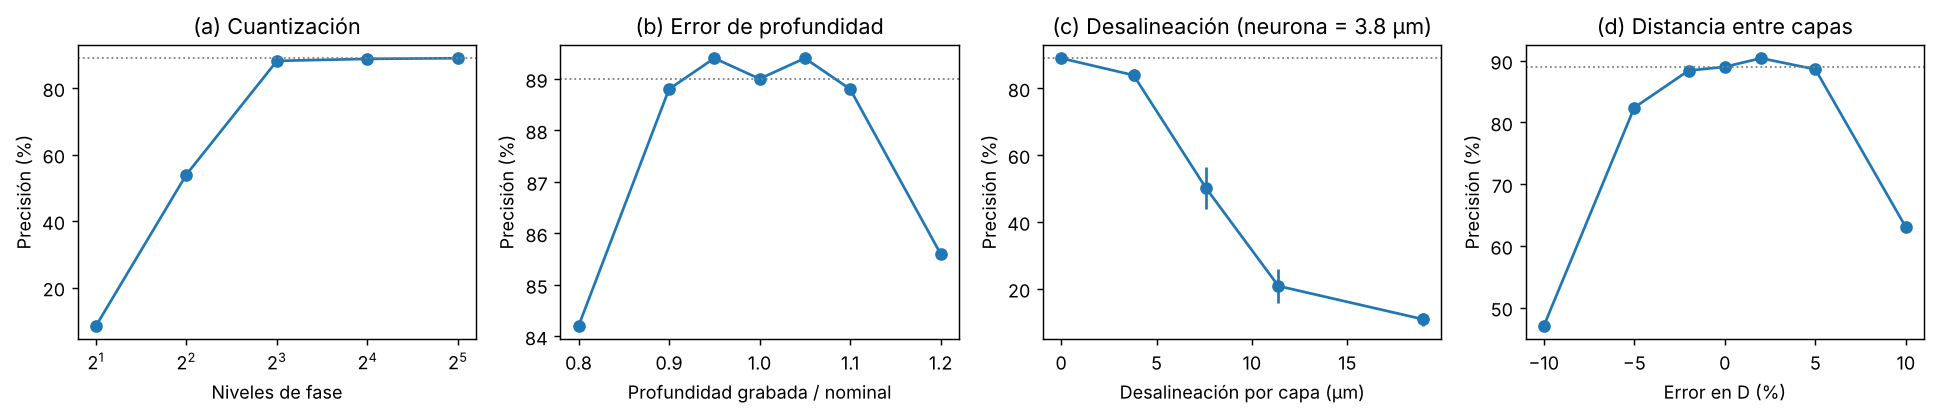 (a) Cuantización
Precisión (%)
80
60
40
20
2¹ 2² 2³ 2⁴ 2⁵
Niveles de fase
(b) Error de profundidad
Precisión (%)
89
88
87
86
85
84
0.8 0.9 1.0 1.1 1.2
Profundidad grabada / nominal
(c) Desalineación (neurona = 3.8 μm)
Precisión (%)
80
60
40
20
0 5 10 15
Desalineación por capa (μm)
(d) Distancia entre capas
Precisión (%)
90
80
70
60
50
−10 −5 0 5 10
Error en D (%)